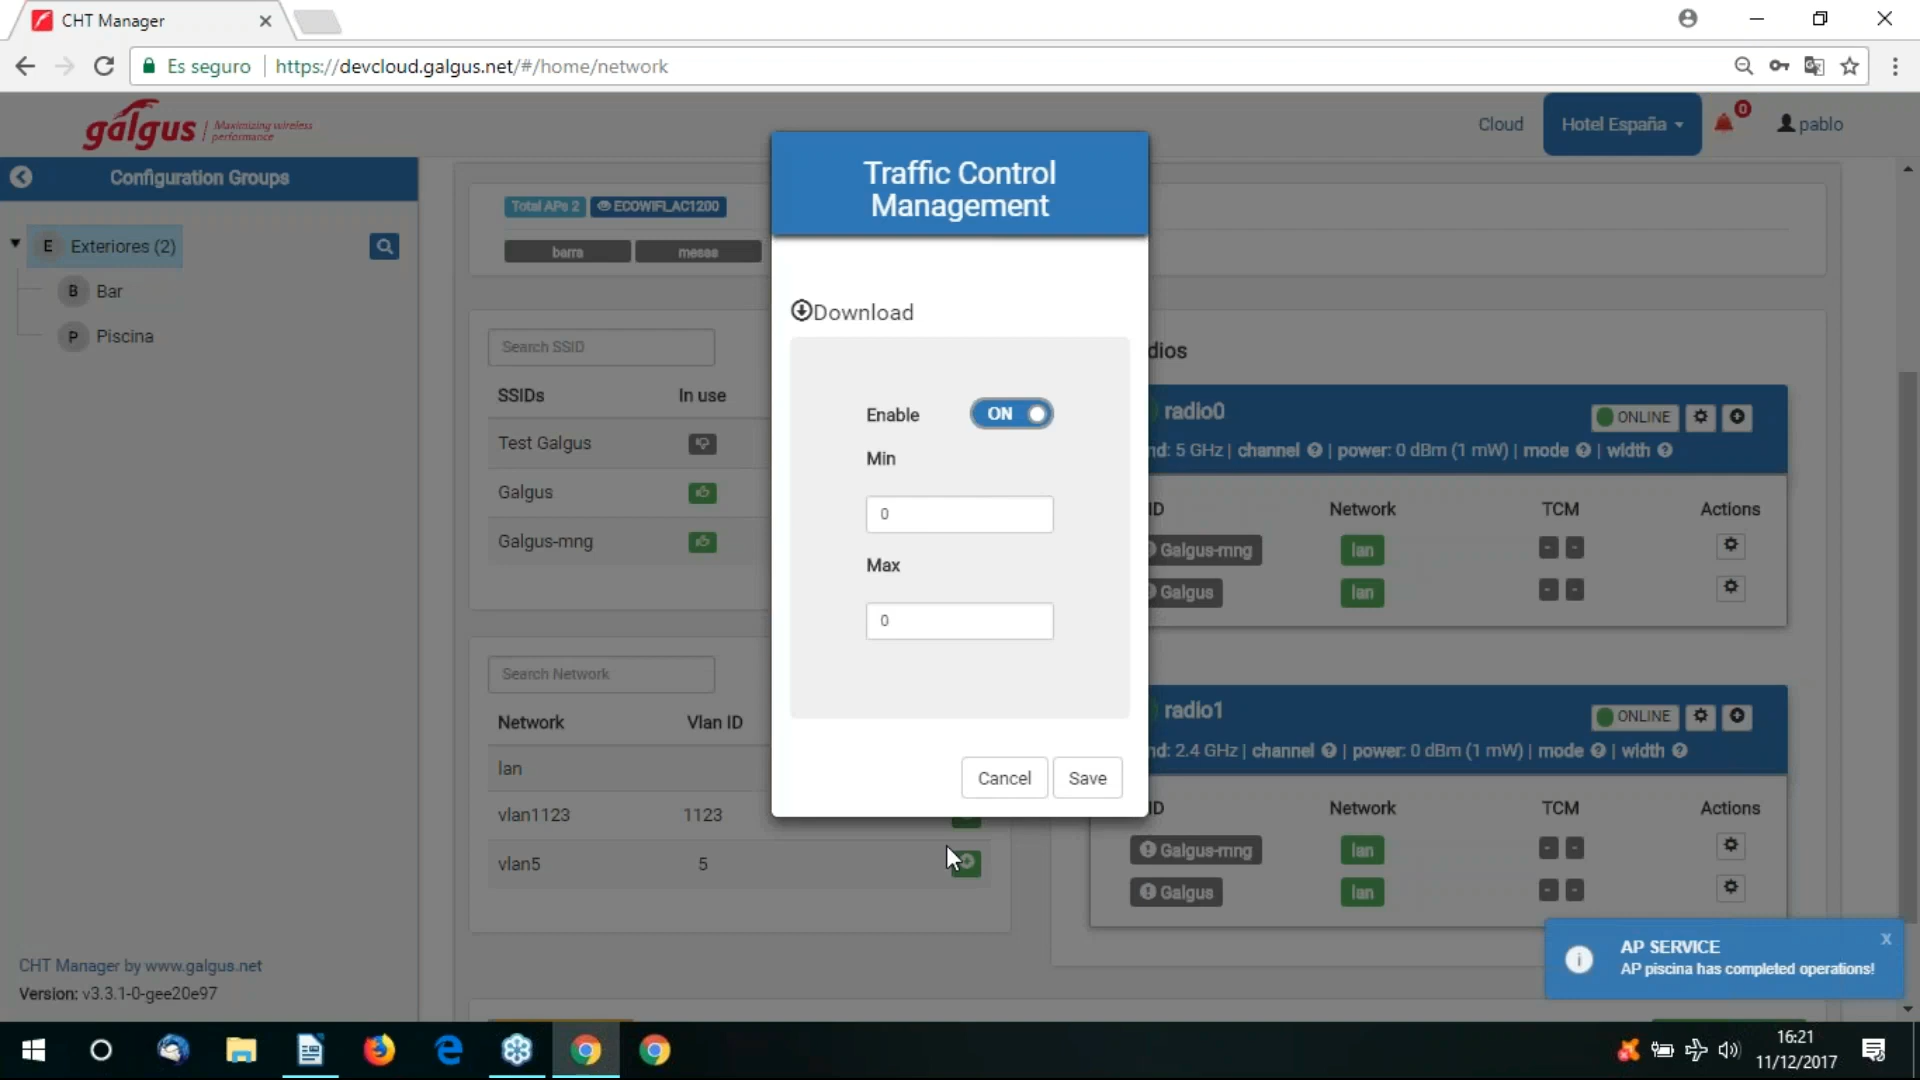 CHT Manager
Es seguro
https://devcloud.galgus.net/#/home/network
galgus
Maximizing wireless
performance
Cloud
Hotel España
0
pablo
Configuration Groups
E
Exteriores (2)
B
Bar
P
Piscina
CHT Manager by www.galgus.net
Version: v3.3.1-0-gee20e97
Total APs 2
ECOWIFI_AC1200
barra
mesas
Search SSID
SSIDs
In use
Test Galgus
Galgus
Galgus-mng
Search Network
Network
Vlan ID
lan
vlan1123
1123
vlan5
5
Traffic Control
Management
Download
Enable
ON
Min
0
Max
0
Cancel
Save
dios
radio0
ONLINE
nd: 5 GHz | channel | power: 0 dBm (1 mW) | mode | width
ID
Network
TCM
Actions
Galgus-mng
lan
- -
Galgus
lan
- -
radio1
ONLINE
nd: 2.4 GHz | channel | power: 0 dBm (1 mW) | mode | width
ID
Network
TCM
Actions
Galgus-mng
lan
- -
Galgus
lan
- -
AP SERVICE
x
AP piscina has completed operations!
16:21
11/12/2017